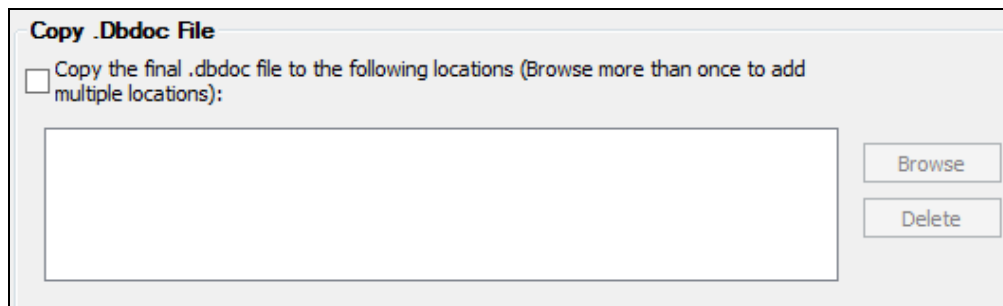 Copy .Dbdoc File
Copy the final .dbdoc file to the following locations (Browse more than once to add
multiple locations):
Browse
Delete